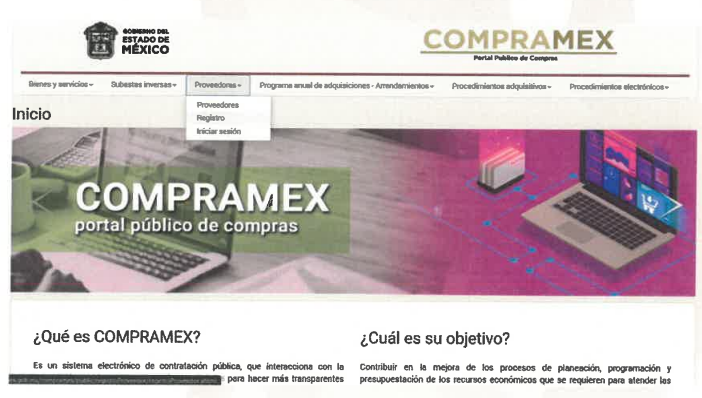 GOBIERNO DEL
ESTADO DE
MÉXICO
COMPRAMEX
Portal Público de Compras
Bienes y servicios
Subastas inversas
Proveedores
Programa anual de adquisiciones - Arrendamientos
Procedimientos adquisitivos
Procedimientos electrónicos
Proveedores
Registro
Iniciar sesión
Inicio
COMPRAMEX
portal público de compras
¿Qué es COMPRAMEX?
Es un sistema electrónico de contratación pública, que interacciona con la
para hacer más transparentes
¿Cuál es su objetivo?
Contribuir en la mejora de los procesos de planeación, programación y
presupuestación de los recursos económicos que se requieren para atender las